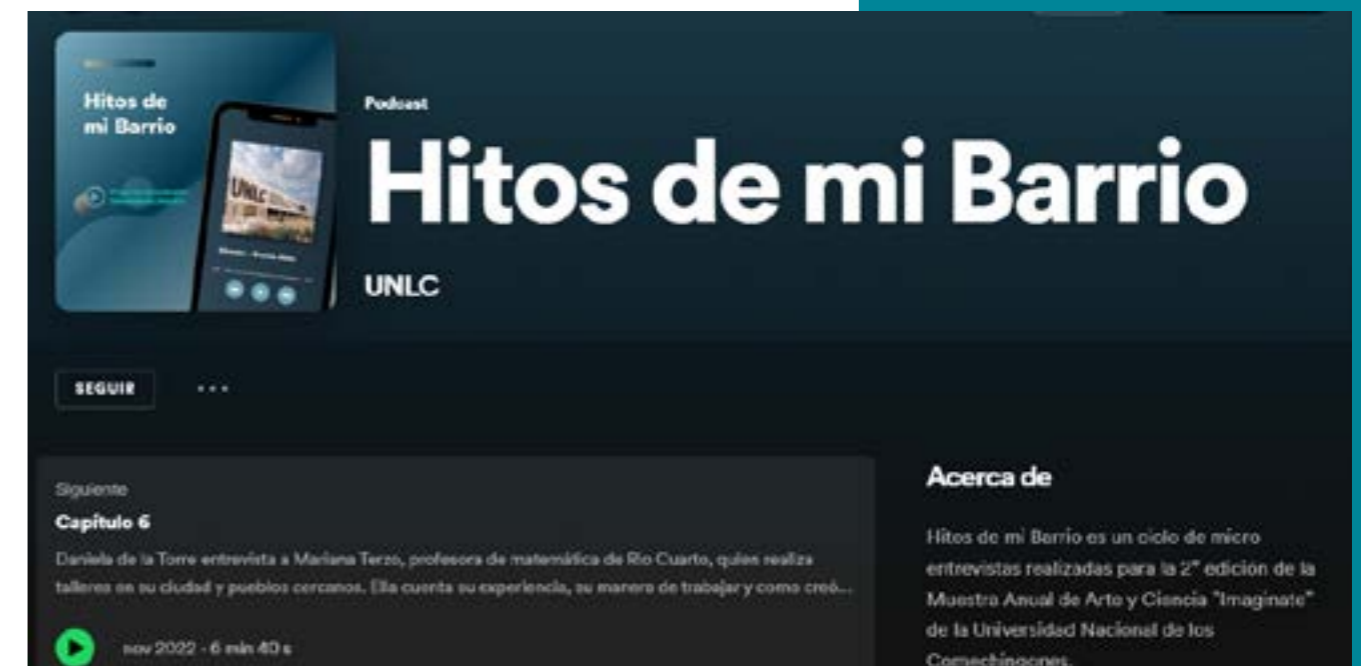 Hitos de
mi Barrio
UNLC
Podcast
Hitos de mi Barrio
UNLC
SEGUIR
Siguiente
Capítulo 6
Daniela de la Torre entrevista a Mariana Terzo, profesora de matemática de Río Cuarto, quien realiza
talleres en su ciudad y pueblos cercanos. Ella cuenta su experiencia, su manera de trabajar y como creó...
nov 2022 - 6 min 40 s
Acerca de
Hitos de mi Barrio es un ciclo de micro
entrevistas realizadas para la 2° edición de la
Muestra Anual de Arte y Ciencia "Imaginate"
de la Universidad Nacional de los
Comechingones.